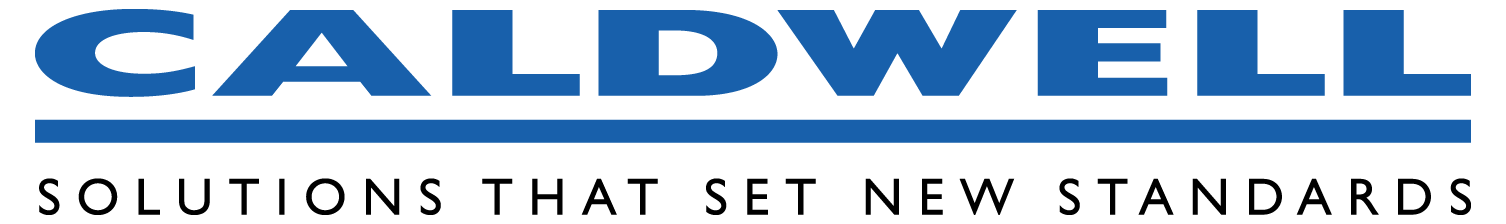 CALDWELL
SOLUTIONS THAT SET NEW STANDARDS